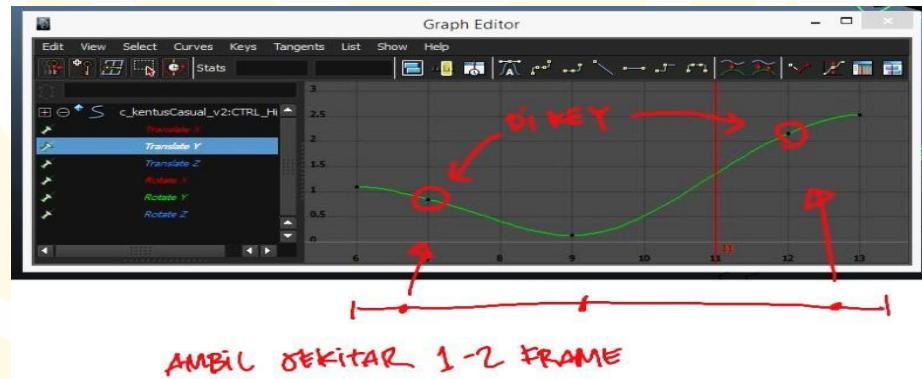 Graph Editor
Edit View Select Curves Keys Tangents List Show Help
Stats
c_kentusCasual_v2:CTRL_Hi
Translate X
Translate Y
Translate Z
Rotate X
Rotate Y
Rotate Z
3
2.5
1.5
1
0.5
0
DI KEY
6 8 9 10 11 11 12 13
AMBIL SEKITAR 1-2 FRAME